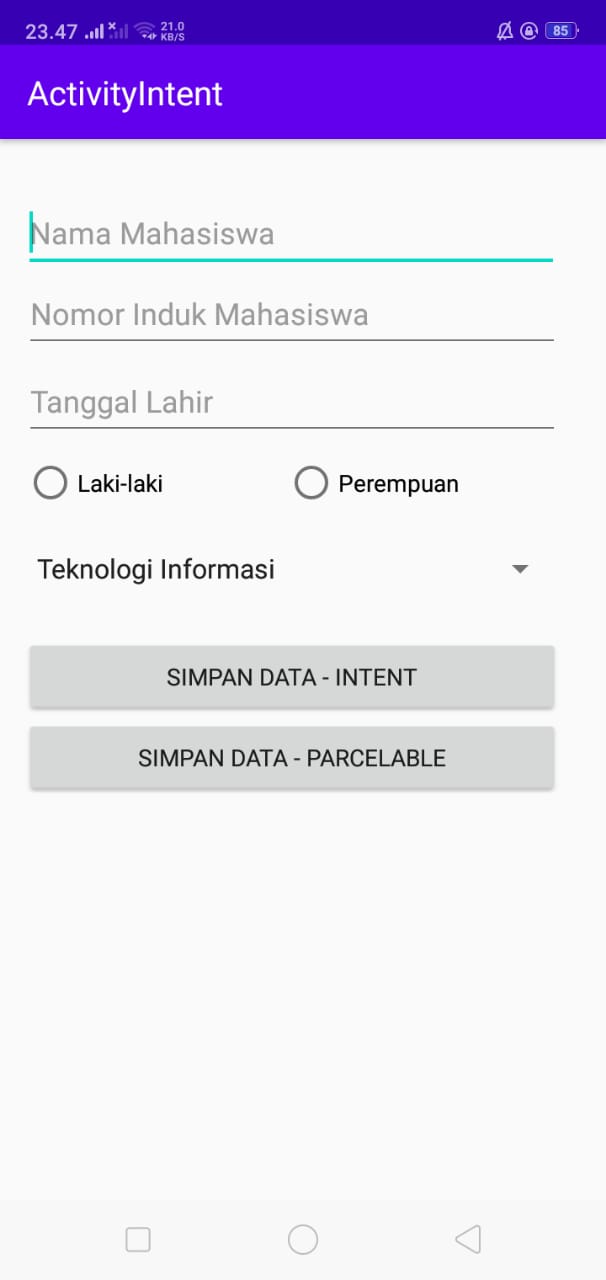 23.47 21.0 KB/S 85
ActivityIntent
Nama Mahasiswa
Nomor Induk Mahasiswa
Tanggal Lahir
Laki-laki Perempuan
Teknologi Informasi
SIMPAN DATA - INTENT
SIMPAN DATA - PARCELABLE